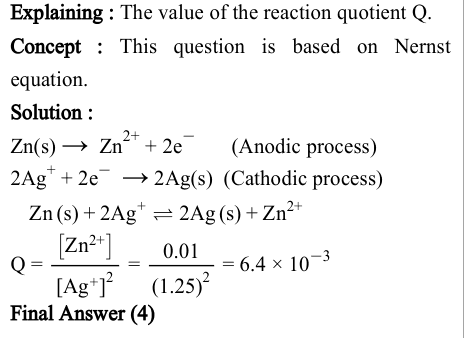 Explaining : The value of the reaction quotient Q.
Concept : This question is based on Nernst
equation.
Solution :
Zn(s) ⟶ Zn²⁺ + 2e⁻ (Anodic process)
2Ag⁺ + 2e⁻ ⟶ 2Ag(s) (Cathodic process)
Zn (s) + 2Ag⁺ ⇌ 2Ag (s) + Zn²⁺
Q = [Zn²⁺] / [Ag⁺]² = 0.01 / (1.25)² = 6.4 × 10⁻³
Final Answer (4)